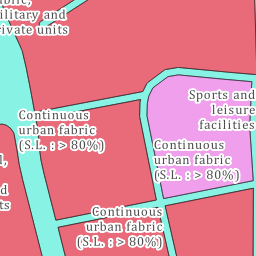 ilitary and
rivate units
Sports and
leisure
facilities
Continuous
urban fabric
(S.L. : > 80%)
Continuous
urban fabric
(S.L. : > 80%)
Continuous
urban fabric
(S.L. : > 80%)